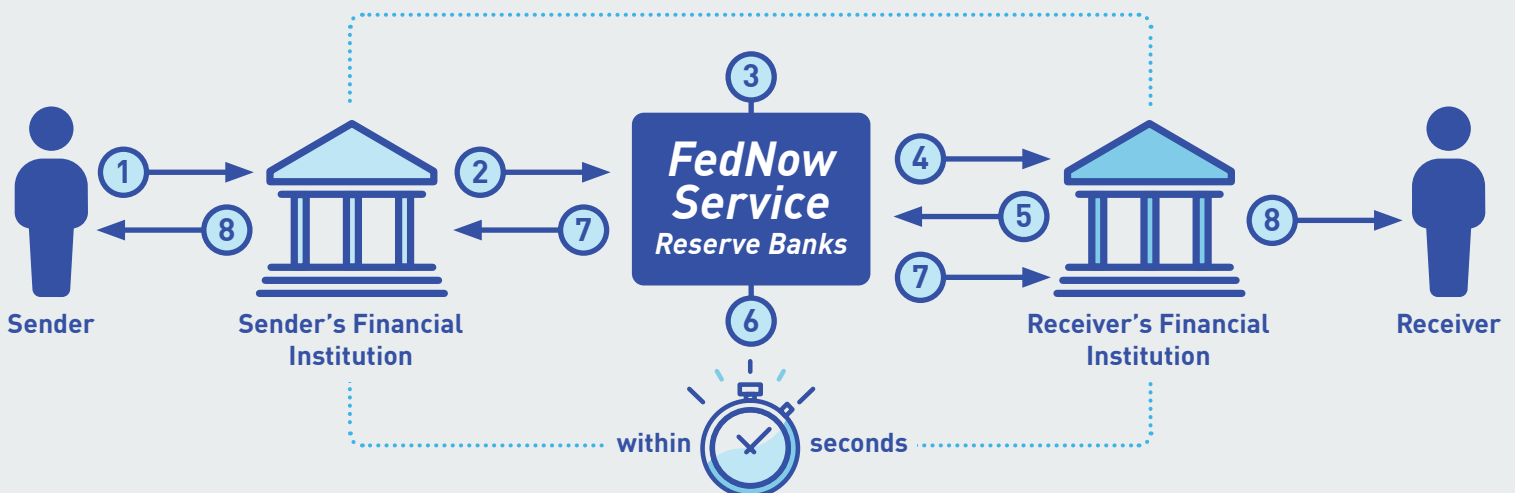 3
FedNow
Service
Reserve Banks
1
2
4
8
7
5
8
7
6
Sender
Sender's Financial
Institution
Receiver's Financial
Institution
Receiver
within
seconds